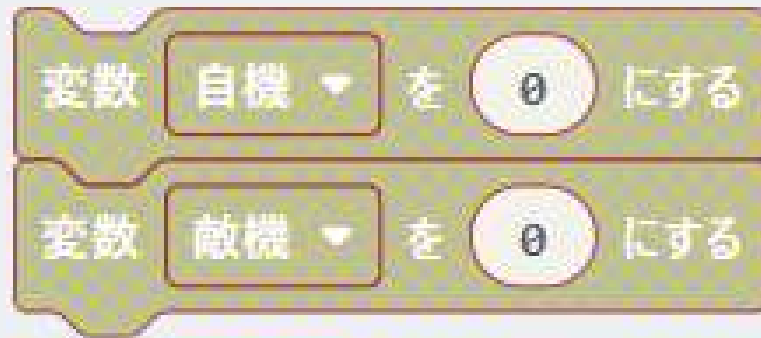 変数 自機 ▼ を 0 にする
変数 敵機 ▼ を 0 にする